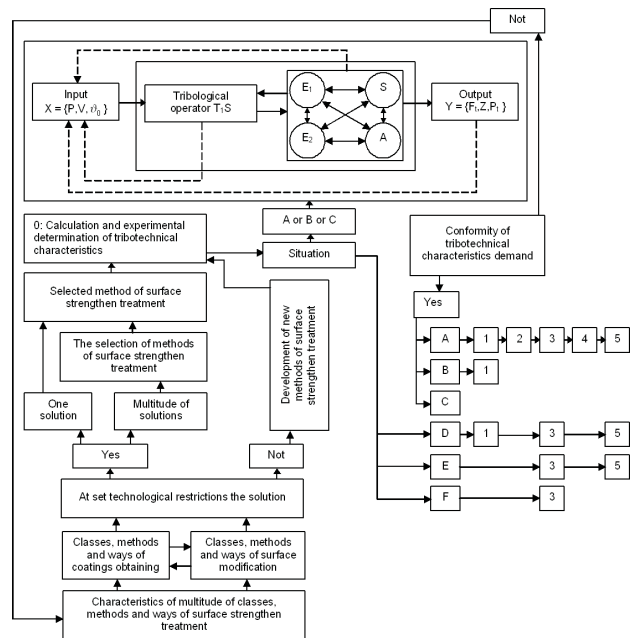 Not
Input
X = {P,V, ϑ₀ }
Tribological
operator T₁S
E₁
S
E₂
A
Output
Y = {Fₜ,Z,P₁ }
0: Calculation and experimental
determination of tribotechnical
characteristics
A or B or C
Situation
Conformity of
tribotechnical
characteristics demand
Yes
Selected method of surface
strengthen treatment
The selection of methods
of surface strengthen
treatment
Development of new
methods of surface
strengthen treatment
One
solution
Multitude of
solutions
Yes
Not
At set technological restrictions the solution
Classes, methods
and ways of
coatings obtaining
Classes, methods
and ways of surface
modification
Characteristics of multitude of classes,
methods and ways of surface strengthen
treatment
A 1 2 3 4 5
B 1
C
D 1 3 5
E 3 5
F 3